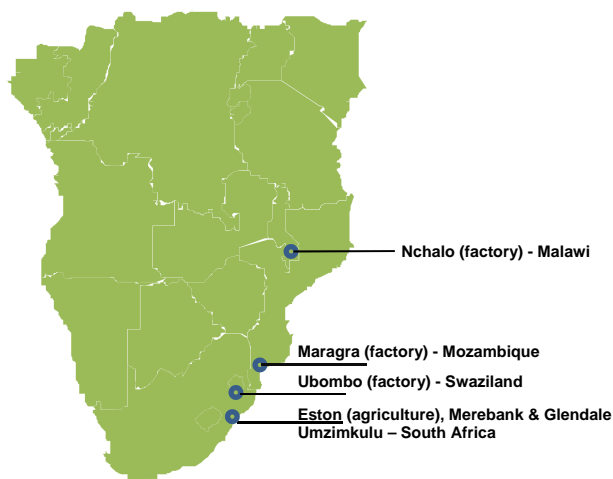 Nchalo (factory) - Malawi
Maragra (factory) - Mozambique
Ubombo (factory) - Swaziland
Eston (agriculture), Merebank & Glendale
Umzimkulu – South Africa